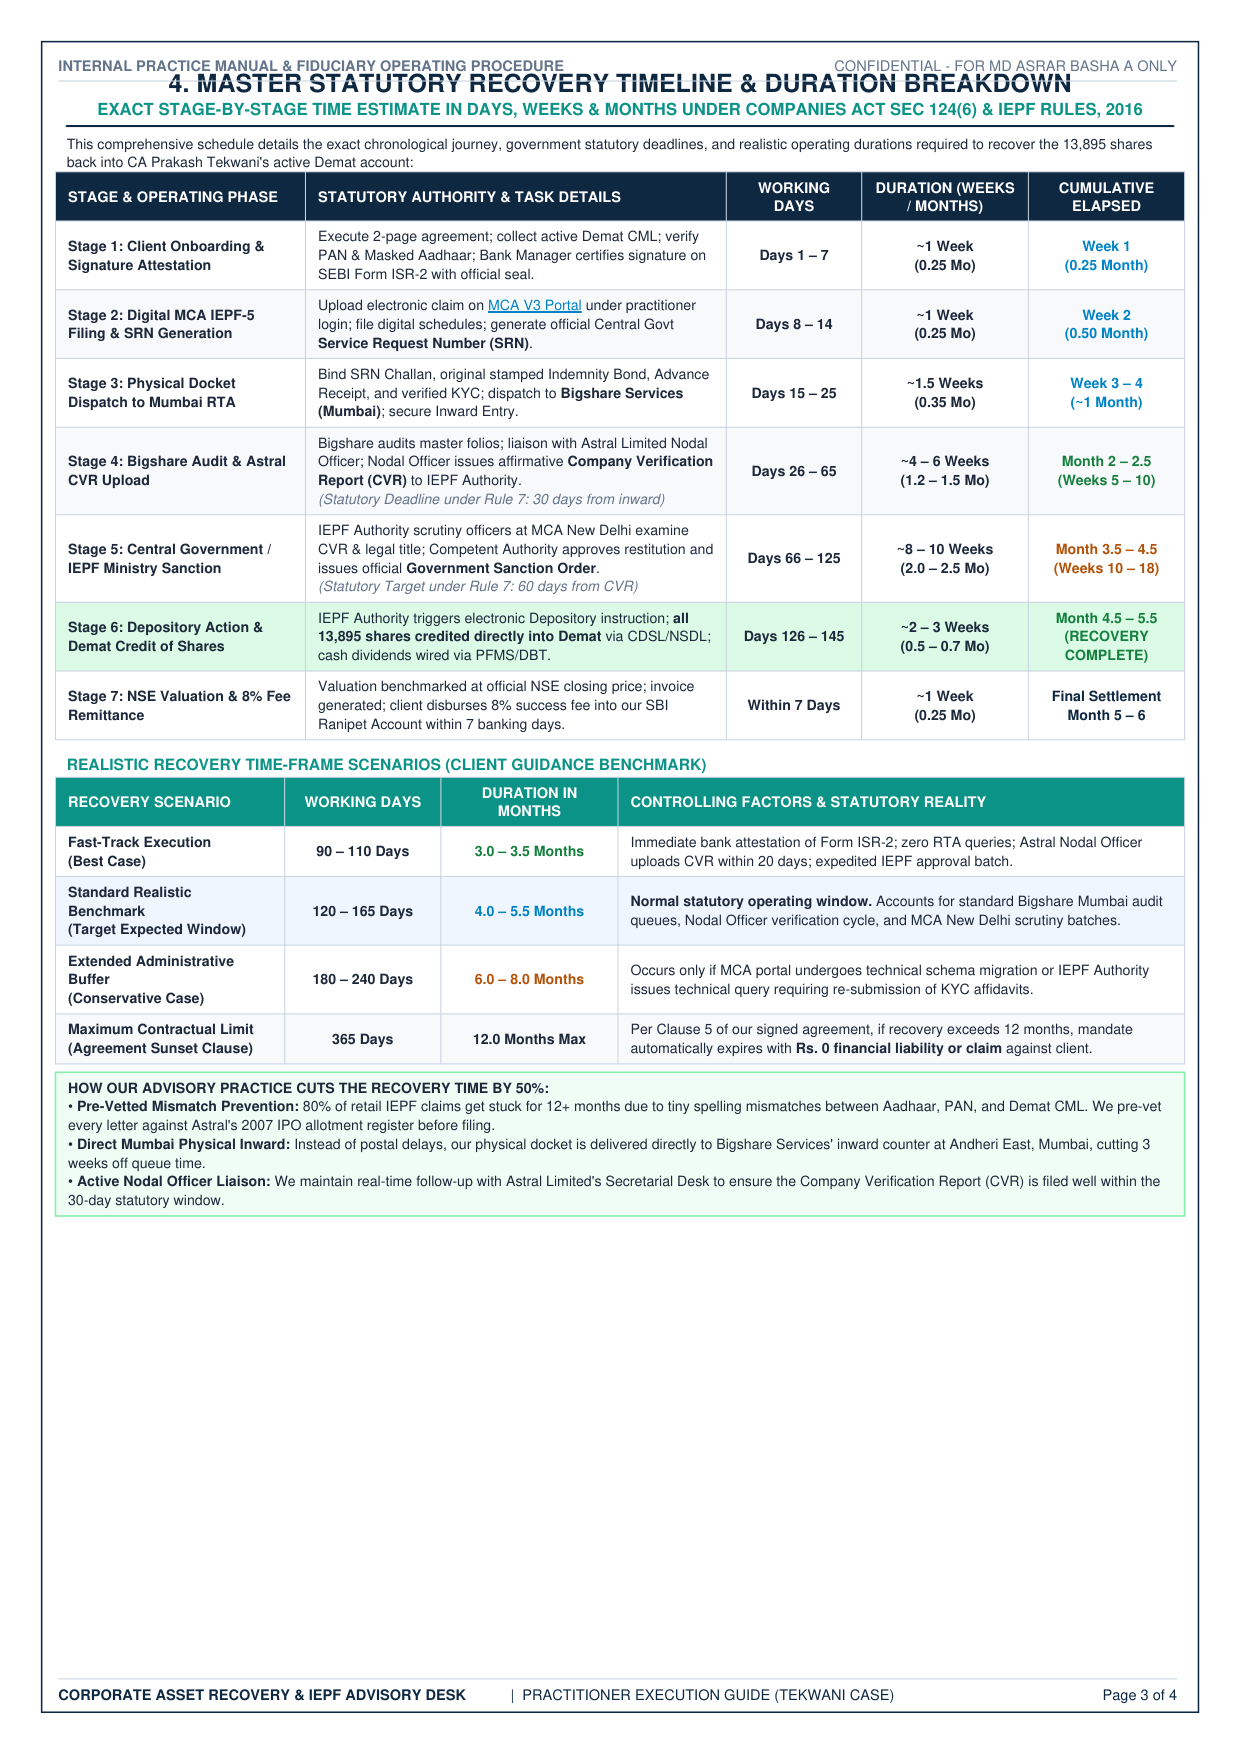 INTERNAL PRACTICE MANUAL & FIDUCIARY OPERATING PROCEDURE
CONFIDENTIAL - FOR MD ASRAR BASHA A ONLY
4. MASTER STATUTORY RECOVERY TIMELINE & DURATION BREAKDOWN
EXACT STAGE-BY-STAGE TIME ESTIMATE IN DAYS, WEEKS & MONTHS UNDER COMPANIES ACT SEC 124(6) & IEPF RULES, 2016
This comprehensive schedule details the exact chronological journey, government statutory deadlines, and realistic operating durations required to recover the 13,895 shares
back into CA Prakash Tekwani's active Demat account:
STAGE & OPERATING PHASE
STATUTORY AUTHORITY & TASK DETAILS
WORKING
DAYS
DURATION (WEEKS
/ MONTHS)
CUMULATIVE
ELAPSED
Stage 1: Client Onboarding &
Signature Attestation
Execute 2-page agreement; collect active Demat CML; verify
PAN & Masked Aadhaar; Bank Manager certifies signature on
SEBI Form ISR-2 with official seal.
Days 1 – 7
~1 Week
(0.25 Mo)
Week 1
(0.25 Month)
Stage 2: Digital MCA IEPF-5
Filing & SRN Generation
Upload electronic claim on MCA V3 Portal under practitioner
login; file digital schedules; generate official Central Govt
Service Request Number (SRN).
Days 8 – 14
~1 Week
(0.25 Mo)
Week 2
(0.50 Month)
Stage 3: Physical Docket
Dispatch to Mumbai RTA
Bind SRN Challan, original stamped Indemnity Bond, Advance
Receipt, and verified KYC; dispatch to Bigshare Services
(Mumbai); secure Inward Entry.
Days 15 – 25
~1.5 Weeks
(0.35 Mo)
Week 3 – 4
(~1 Month)
Stage 4: Bigshare Audit & Astral
CVR Upload
Bigshare audits master folios; liaison with Astral Limited Nodal
Officer; Nodal Officer issues affirmative Company Verification
Report (CVR) to IEPF Authority.
(Statutory Deadline under Rule 7: 30 days from inward)
Days 26 – 65
~4 – 6 Weeks
(1.2 – 1.5 Mo)
Month 2 – 2.5
(Weeks 5 – 10)
Stage 5: Central Government /
IEPF Ministry Sanction
IEPF Authority scrutiny officers at MCA New Delhi examine
CVR & legal title; Competent Authority approves restitution and
issues official Government Sanction Order.
(Statutory Target under Rule 7: 60 days from CVR)
Days 66 – 125
~8 – 10 Weeks
(2.0 – 2.5 Mo)
Month 3.5 – 4.5
(Weeks 10 – 18)
Stage 6: Depository Action &
Demat Credit of Shares
IEPF Authority triggers electronic Depository instruction; all
13,895 shares credited directly into Demat via CDSL/NSDL;
cash dividends wired via PFMS/DBT.
Days 126 – 145
~2 – 3 Weeks
(0.5 – 0.7 Mo)
Month 4.5 – 5.5
(RECOVERY
COMPLETE)
Stage 7: NSE Valuation & 8% Fee
Remittance
Valuation benchmarked at official NSE closing price; invoice
generated; client disburses 8% success fee into our SBI
Ranipet Account within 7 banking days.
Within 7 Days
~1 Week
(0.25 Mo)
Final Settlement
Month 5 – 6
REALISTIC RECOVERY TIME-FRAME SCENARIOS (CLIENT GUIDANCE BENCHMARK)
RECOVERY SCENARIO
WORKING DAYS
DURATION IN
MONTHS
CONTROLLING FACTORS & STATUTORY REALITY
Fast-Track Execution
(Best Case)
90 – 110 Days
3.0 – 3.5 Months
Immediate bank attestation of Form ISR-2; zero RTA queries; Astral Nodal Officer
uploads CVR within 20 days; expedited IEPF approval batch.
Standard Realistic
Benchmark
(Target Expected Window)
120 – 165 Days
4.0 – 5.5 Months
Normal statutory operating window. Accounts for standard Bigshare Mumbai audit
queues, Nodal Officer verification cycle, and MCA New Delhi scrutiny batches.
Extended Administrative
Buffer
(Conservative Case)
180 – 240 Days
6.0 – 8.0 Months
Occurs only if MCA portal undergoes technical schema migration or IEPF Authority
issues technical query requiring re-submission of KYC affidavits.
Maximum Contractual Limit
(Agreement Sunset Clause)
365 Days
12.0 Months Max
Per Clause 5 of our signed agreement, if recovery exceeds 12 months, mandate
automatically expires with Rs. 0 financial liability or claim against client.
HOW OUR ADVISORY PRACTICE CUTS THE RECOVERY TIME BY 50%:
• Pre-Vetted Mismatch Prevention: 80% of retail IEPF claims get stuck for 12+ months due to tiny spelling mismatches between Aadhaar, PAN, and Demat CML. We pre-vet
every letter against Astral's 2007 IPO allotment register before filing.
• Direct Mumbai Physical Inward: Instead of postal delays, our physical docket is delivered directly to Bigshare Services' inward counter at Andheri East, Mumbai, cutting 3
weeks off queue time.
• Active Nodal Officer Liaison: We maintain real-time follow-up with Astral Limited's Secretarial Desk to ensure the Company Verification Report (CVR) is filed well within the
30-day statutory window.
CORPORATE ASSET RECOVERY & IEPF ADVISORY DESK | PRACTITIONER EXECUTION GUIDE (TEKWANI CASE)
Page 3 of 4